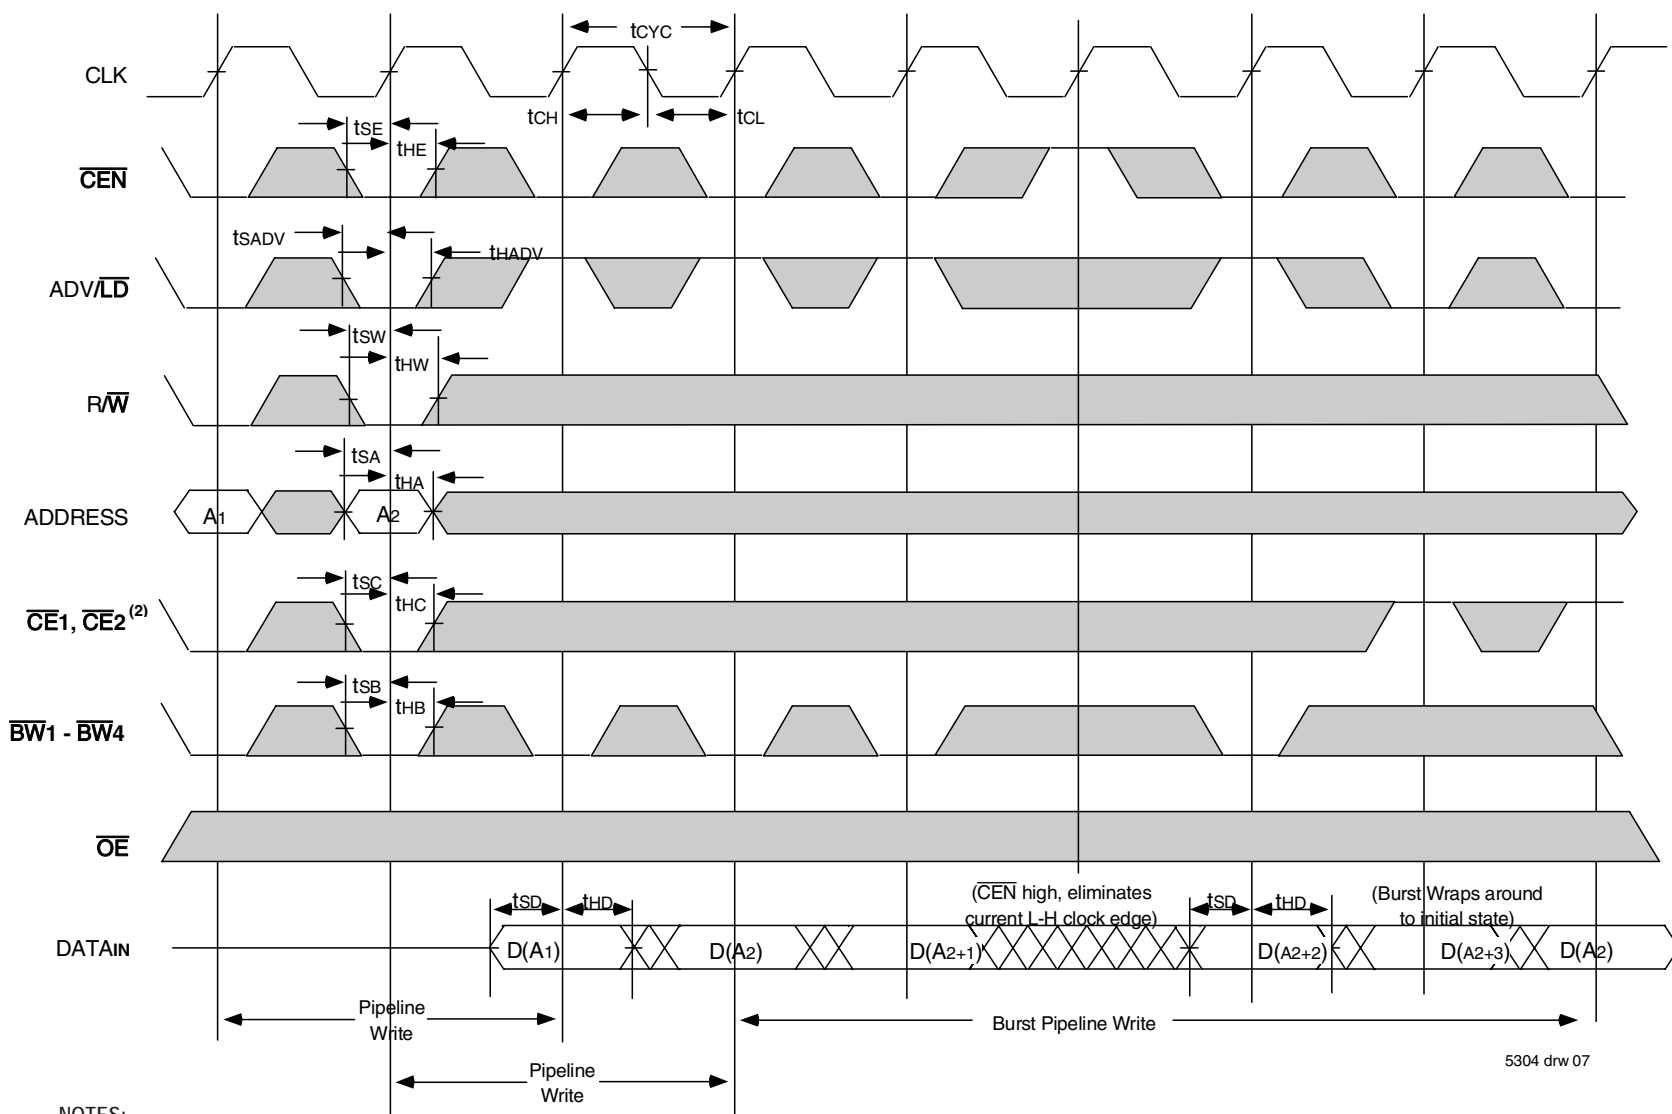 tCYC
CLK
tCH
tCL
tSE
tHE
CEN
tSADV
tHADV
ADV/LD
tSW
tHW
R/W
tSA
tHA
ADDRESS
A1
A2
tSC
tHC
CE1, CE2 (2)
tSB
tHB
BW1 - BW4
OE
(CEN high, eliminates
current L-H clock edge)
(Burst Wraps around
to initial state)
tSD
tHD
tSD
tHD
DATAIN
D(A1)
D(A2)
D(A2+1)
D(A2+2)
D(A2+3)
D(A2)
Pipeline
Write
Burst Pipeline Write
Pipeline
Write
5304 drw 07
NOTES: